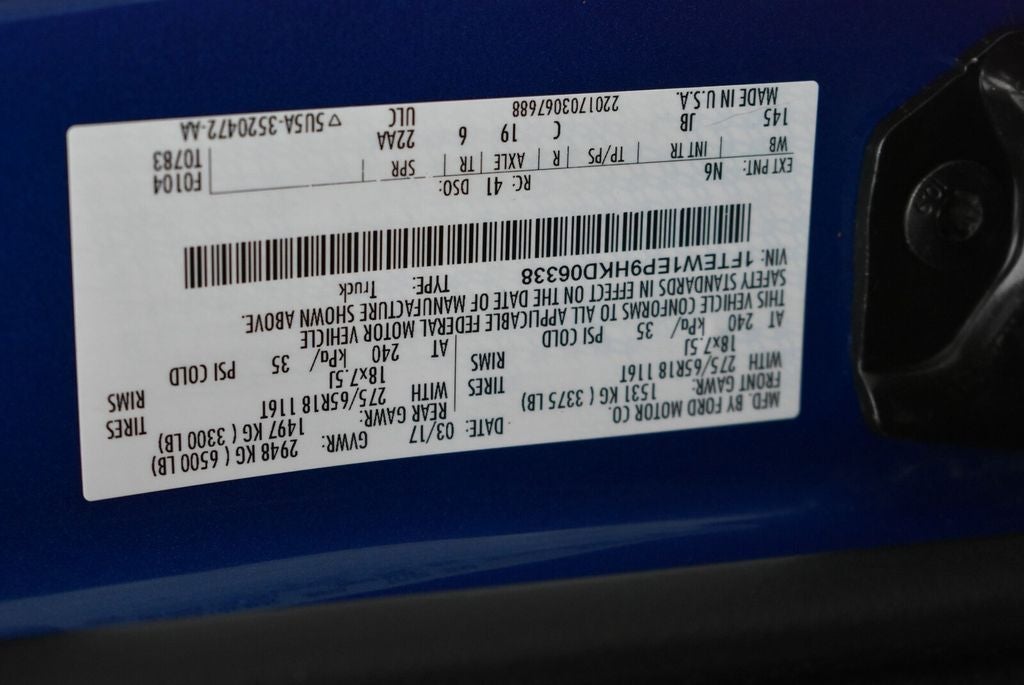 MFD. BY FORD MOTOR CO.
DATE: 03/17 GVWR: 2948 KG ( 6500 LB)
FRONT GAWR: 1531 KG ( 3375 LB) REAR GAWR: 1497 KG ( 3300 LB)
WITH 275/65R18 116T TIRES WITH 275/65R18 116T TIRES
18x7.5J RIMS 18x7.5J RIMS
AT 240 kPa/ 35 PSI COLD AT 240 kPa/ 35 PSI COLD
THIS VEHICLE CONFORMS TO ALL APPLICABLE FEDERAL MOTOR VEHICLE
SAFETY STANDARDS IN EFFECT ON THE DATE OF MANUFACTURE SHOWN ABOVE.
VIN: 1FTEW1EP9HKD06338 TYPE: Truck
EXT PNT: N6 RC: 41 DSO: F0104
T0783
WB | INT TR | TP/PS | R | AXLE | TR | SPR
145 JB C 19 6 22AA
MADE IN U.S.A. 2201703067688 ULC ▽ 5U5A-3520472-AA